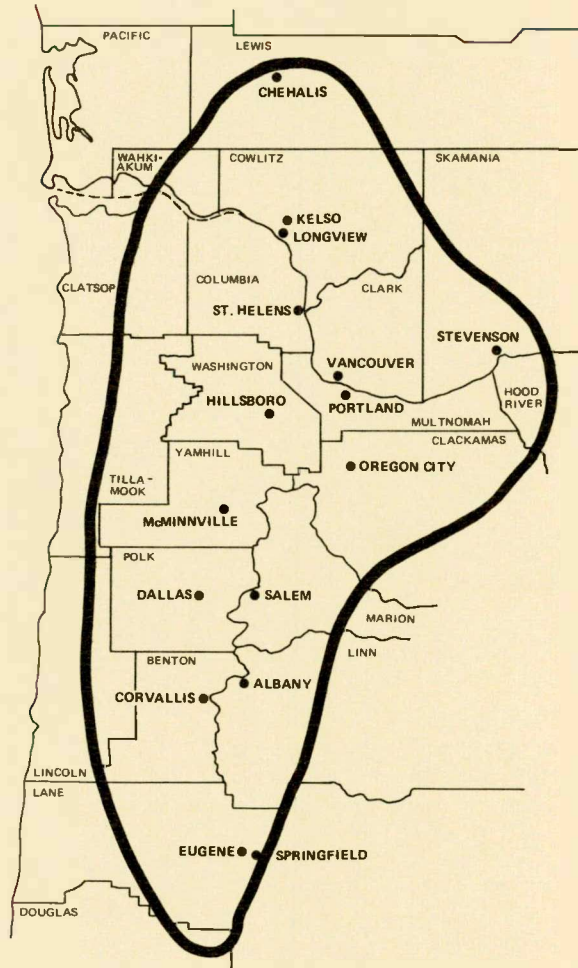 PACIFIC
LEWIS
CHEHALIS
WAHKI-
AKUM
COWLITZ
SKAMANIA
KELSO
LONGVIEW
CLATSOP
COLUMBIA
CLARK
ST. HELENS
STEVENSON
WASHINGTON
VANCOUVER
HOOD
RIVER
HILLSBORO
PORTLAND
MULTNOMAH
CLACKAMAS
YAMHILL
OREGON CITY
TILLA-
MOOK
McMINNVILLE
POLK
DALLAS
SALEM
MARION
LINN
BENTON
ALBANY
CORVALLIS
LINCOLN
LANE
EUGENE
SPRINGFIELD
DOUGLAS